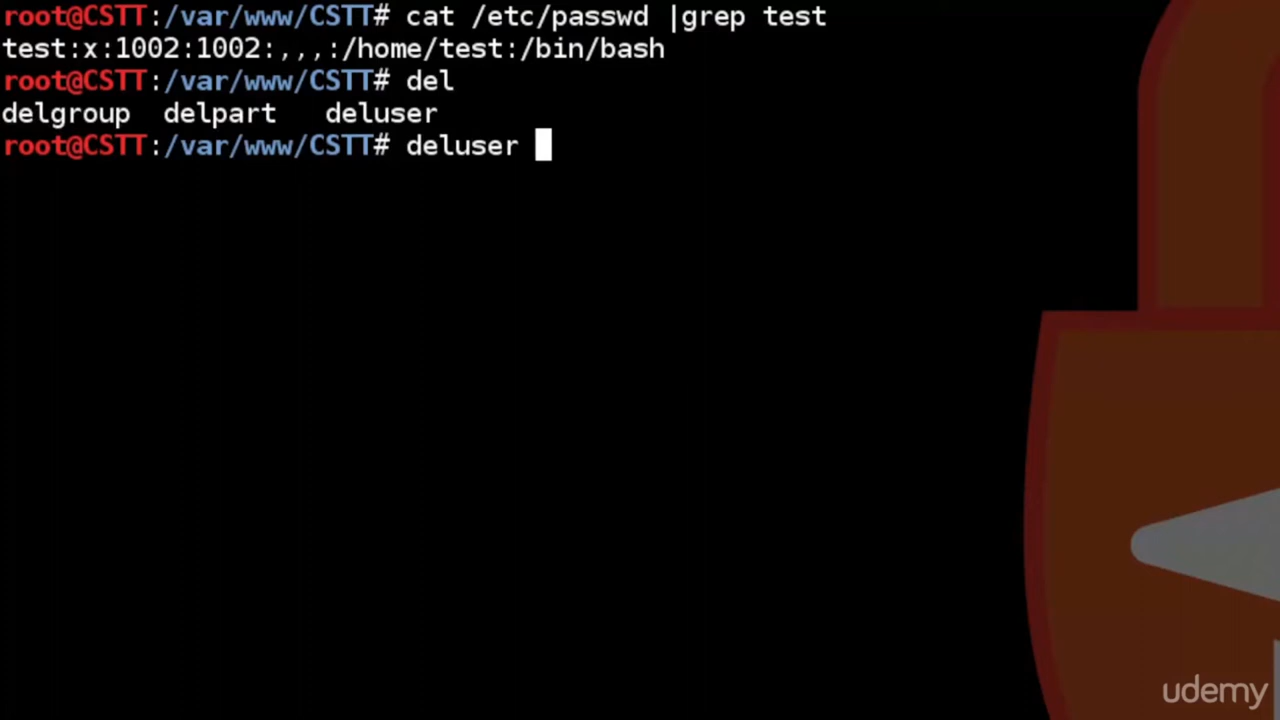 root@CSTT:/var/www/CSTT# cat /etc/passwd |grep test
test:x:1002:1002:,,,:/home/test:/bin/bash
root@CSTT:/var/www/CSTT# del
delgroup  delpart   deluser
root@CSTT:/var/www/CSTT# deluser
udemy